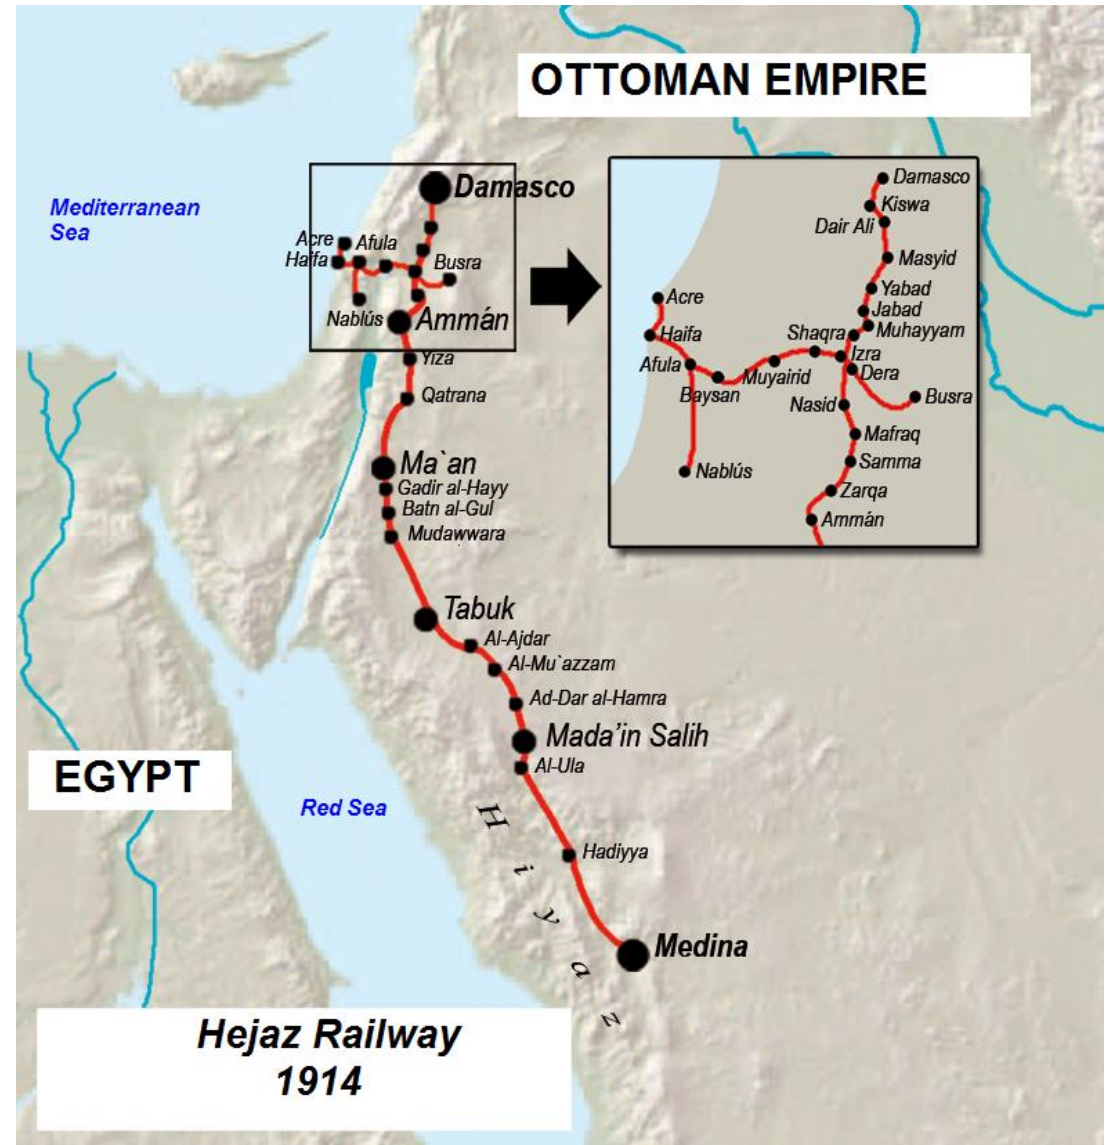 OTTOMAN EMPIRE
Mediterranean
Sea
Damasco
Acre
Afula
Haifa
Busra
Nablús
Ammán
Yiza
Qatrana
Ma`an
Gadir al-Hayy
Batn al-Gul
Mudawwara
Tabuk
Al-Ajdar
Al-Mu`azzam
Ad-Dar al-Hamra
Mada'in Salih
Al-Ula
Hadiyya
Medina
Hiyaz
EGYPT
Red Sea
Damasco
Kiswa
Dair Ali
Masyid
Yabad
Jabad
Muhayyam
Shaqra
Izra
Dera
Acre
Haifa
Afula
Baysan
Muyairid
Nasid
Busra
Mafraq
Samma
Nablús
Zarqa
Ammán
Hejaz Railway
1914